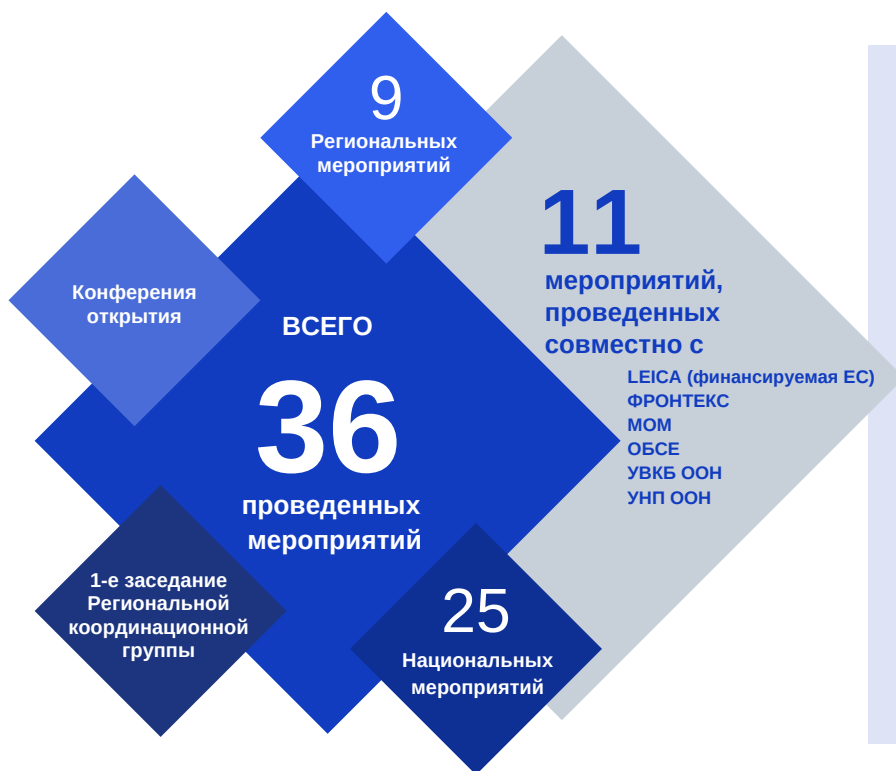 9
Региональных
мероприятий
11
мероприятий,
проведенных
совместно с
LEICA (финансируемая ЕС)
ФРОНТЕКС
МОМ
ОБСЕ
УВКБ ООН
УНП ООН
Конферения
открытия
ВСЕГО
36
проведенных
мероприятий
1-е заседание
Региональной
координационной
группы
25
Национальных
мероприятий